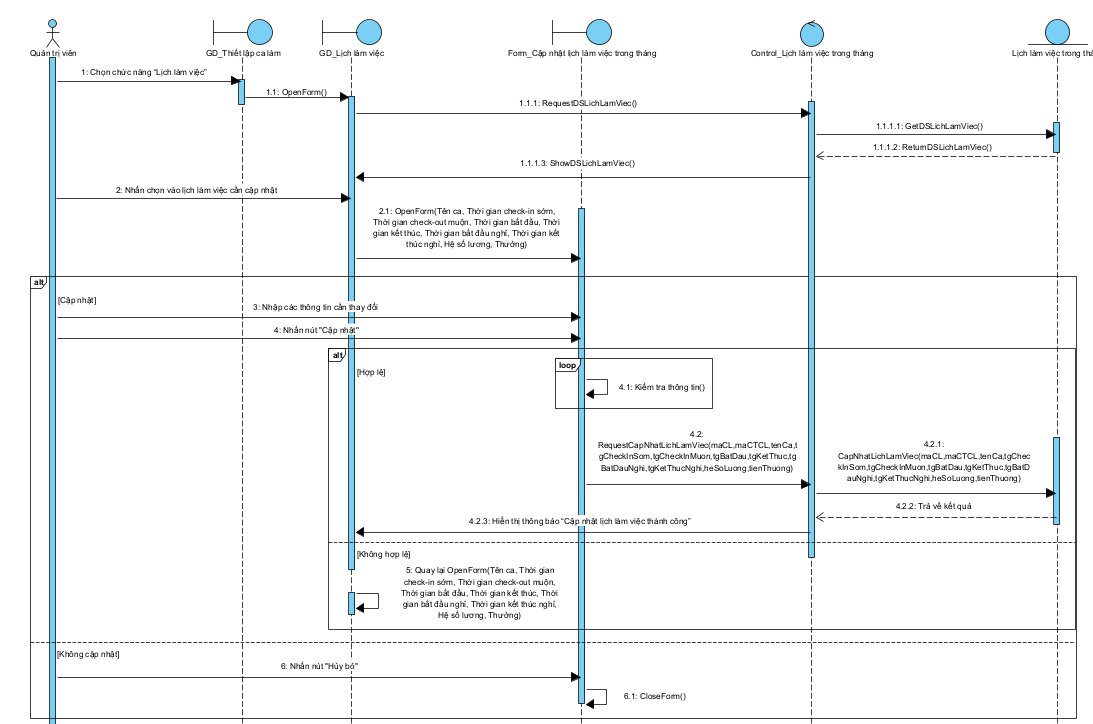 Quản trị viên
GD_Thiết lập ca làm
GD_Lịch làm việc
Form_Cập nhật lịch làm việc trong tháng
Control_Lịch làm việc trong tháng
Lịch làm việc trong thá
1: Chọn chức năng "Lịch làm việc"
1.1: OpenForm()
1.1.1: RequestDSLichLamViec()
1.1.1.1: GetDSLichLamViec()
1.1.1.2: ReturnDSLichLamViec()
1.1.1.3: ShowDSLichLamViec()
2: Nhấn chọn vào lịch làm việc cần cập nhật
2.1: OpenForm(Tên ca, Thời gian check-in sớm,
Thời gian check-out muộn, Thời gian bắt đầu, Thời
gian kết thúc, Thời gian bắt đầu nghỉ, Thời gian kết
thúc nghỉ, Hệ số lương, Thưởng)
alt
[Cập nhật]
3: Nhập các thông tin cần thay đổi
4: Nhấn nút "Cập nhật"
alt
[Hợp lệ]
loop
4.1: Kiểm tra thông tin()
4.2:
RequestCapNhatLichLamViec(maCL,maCTCL,tenCa,t
gCheckInSom,tgCheckInMuon,tgBatDau,tgKetThuc,tg
BatDauNghi,tgKetThucNghi,heSoLuong,tienThuong)
4.2.1:
CapNhatLichLamViec(maCL,maCTCL,tenCa,tgChec
kInSom,tgCheckInMuon,tgBatDau,tgKetThuc,tgBatD
auNghi,tgKetThucNghi,heSoLuong,tienThuong)
4.2.2: Trả về kết quả
4.2.3: Hiển thị thông báo "Cập nhật lịch làm việc thành công"
[Không hợp lệ]
5: Quay lại OpenForm(Tên ca, Thời gian
check-in sớm, Thời gian check-out muộn,
Thời gian bắt đầu, Thời gian kết thúc, Thời
gian bắt đầu nghỉ, Thời gian kết thúc nghỉ,
Hệ số lương, Thưởng)
[Không cập nhật]
6: Nhấn nút "Hủy bỏ"
6.1: CloseForm()